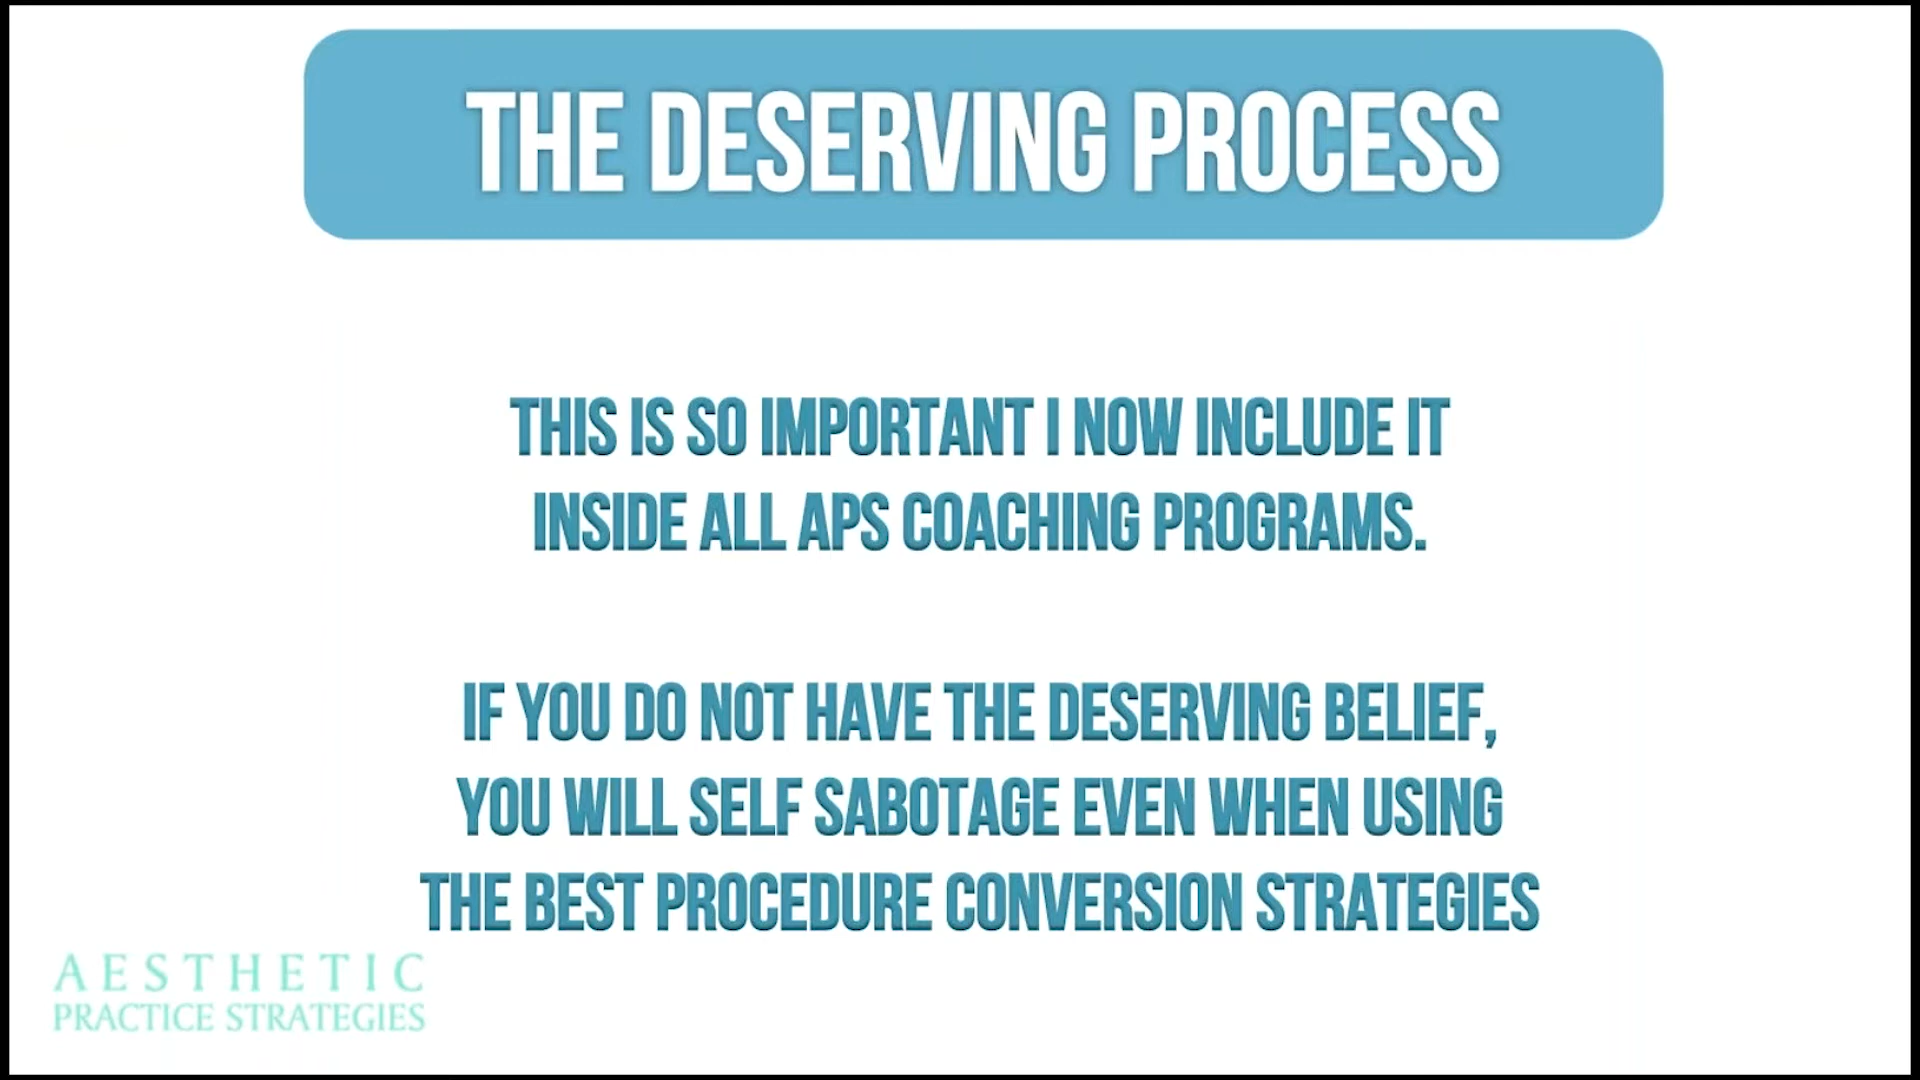 THE DESERVING PROCESS
THIS IS SO IMPORTANT I NOW INCLUDE IT
INSIDE ALL APS COACHING PROGRAMS.
IF YOU DO NOT HAVE THE DESERVING BELIEF,
YOU WILL SELF SABOTAGE EVEN WHEN USING
THE BEST PROCEDURE CONVERSION STRATEGIES
AESTHETIC
PRACTICE STRATEGIES